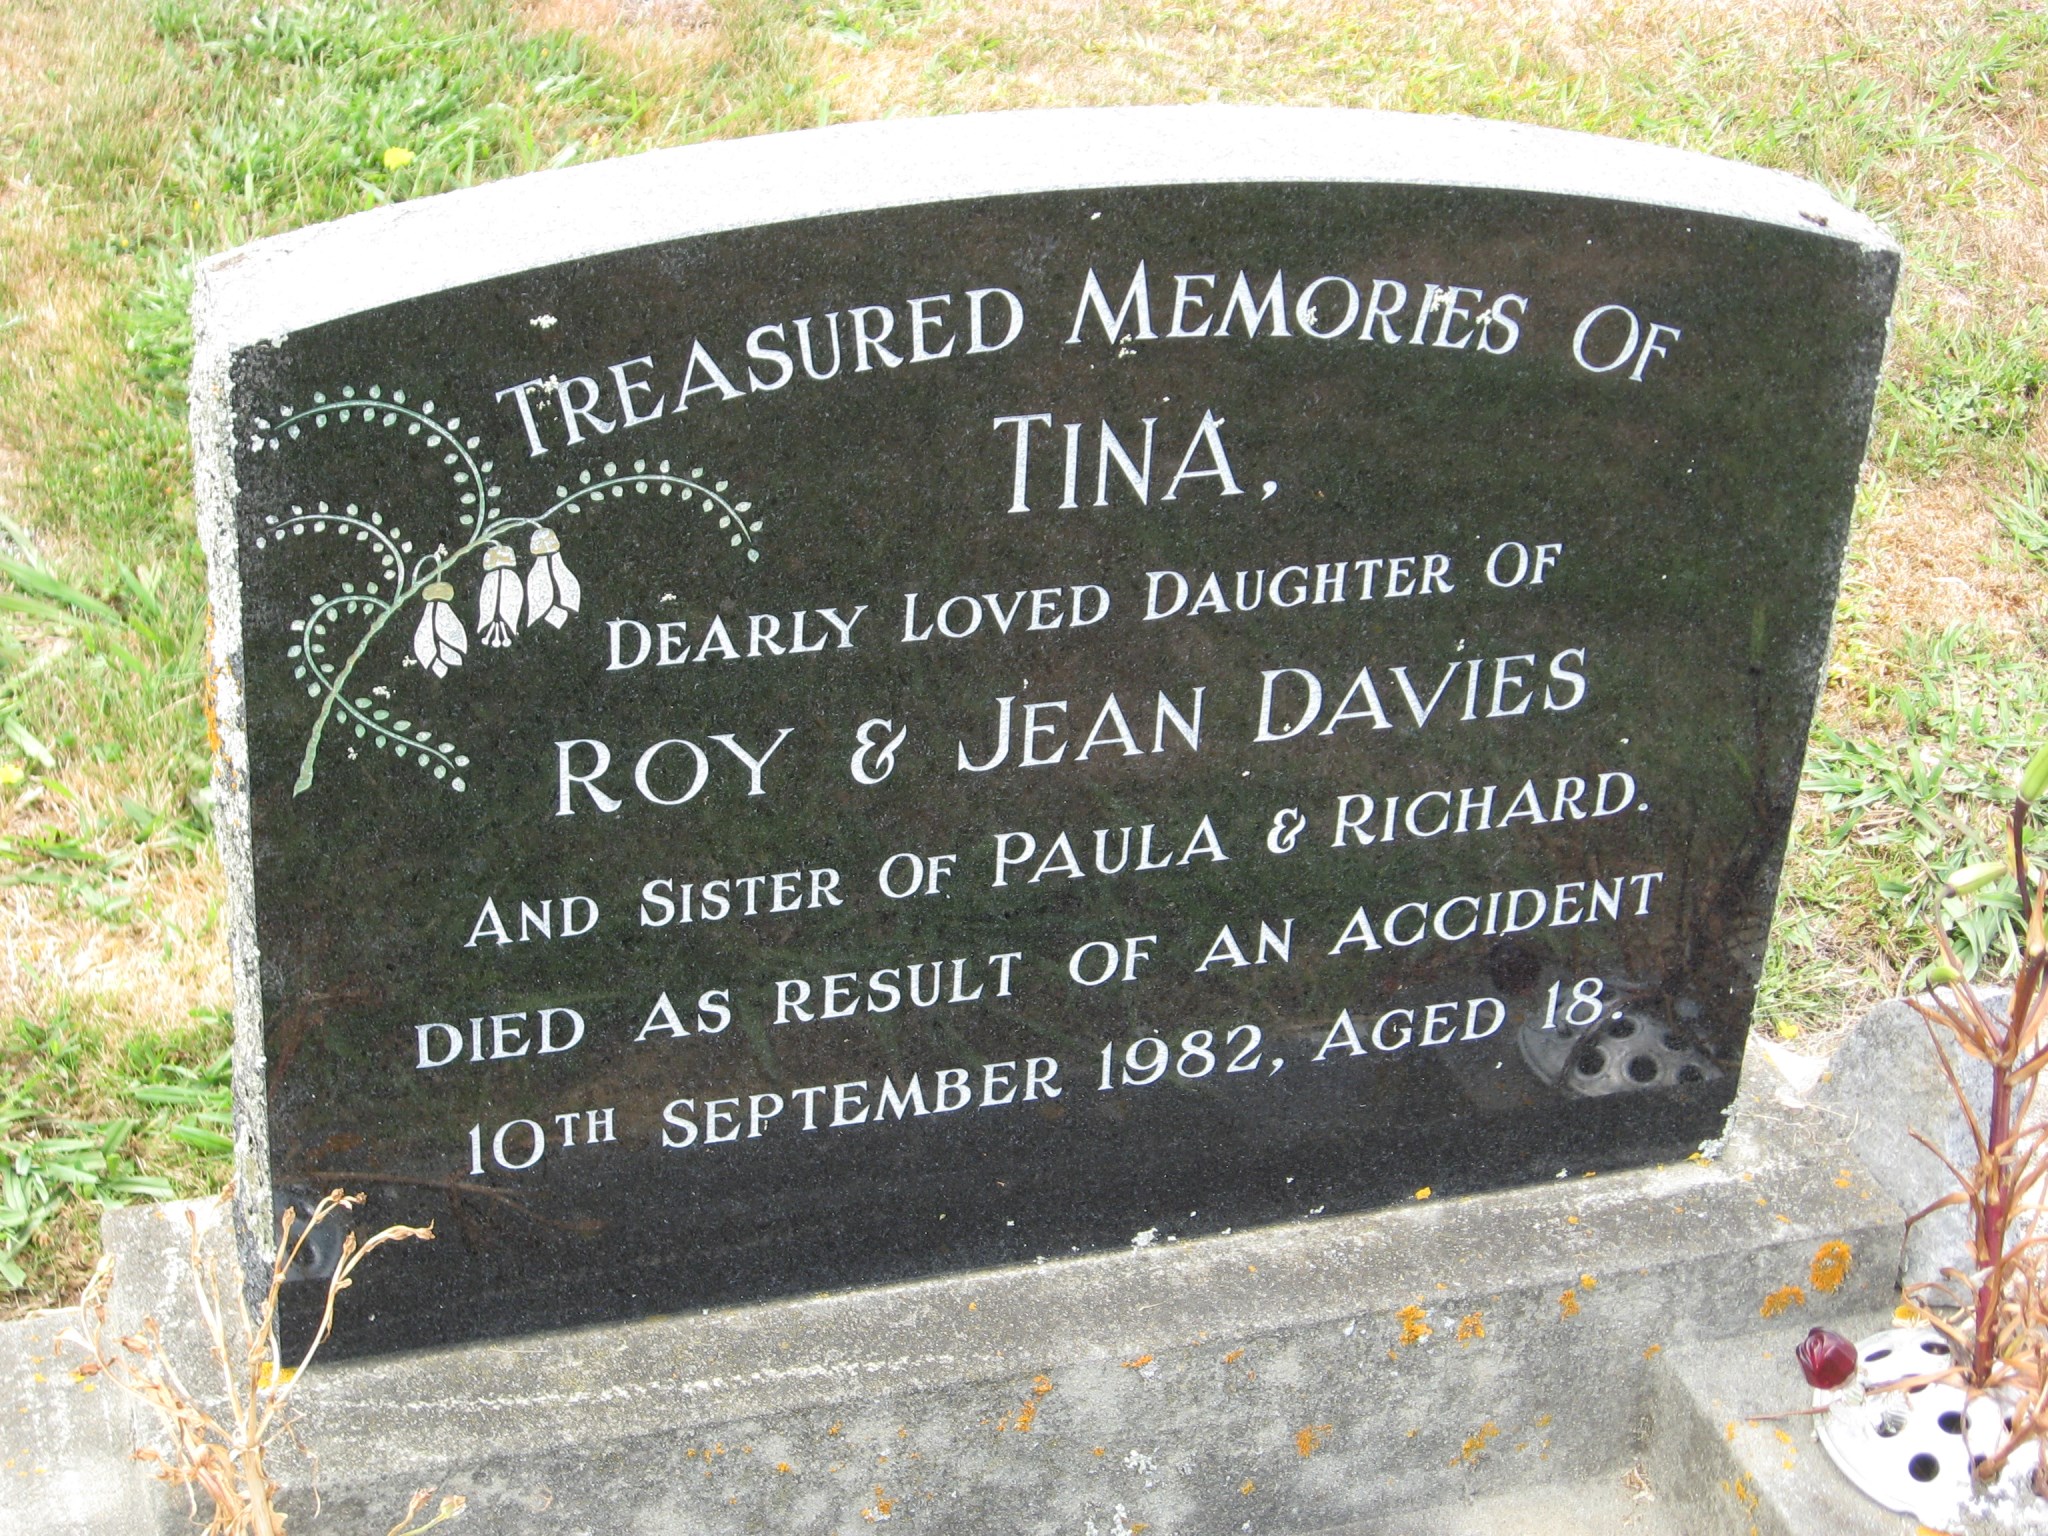 TREASURED MEMORIES OF
TINA,
DEARLY LOVED DAUGHTER OF
ROY & JEAN DAVIES
AND SISTER OF PAULA & RICHARD.
DIED AS RESULT OF AN ACCIDENT
10TH SEPTEMBER 1982, AGED 18.